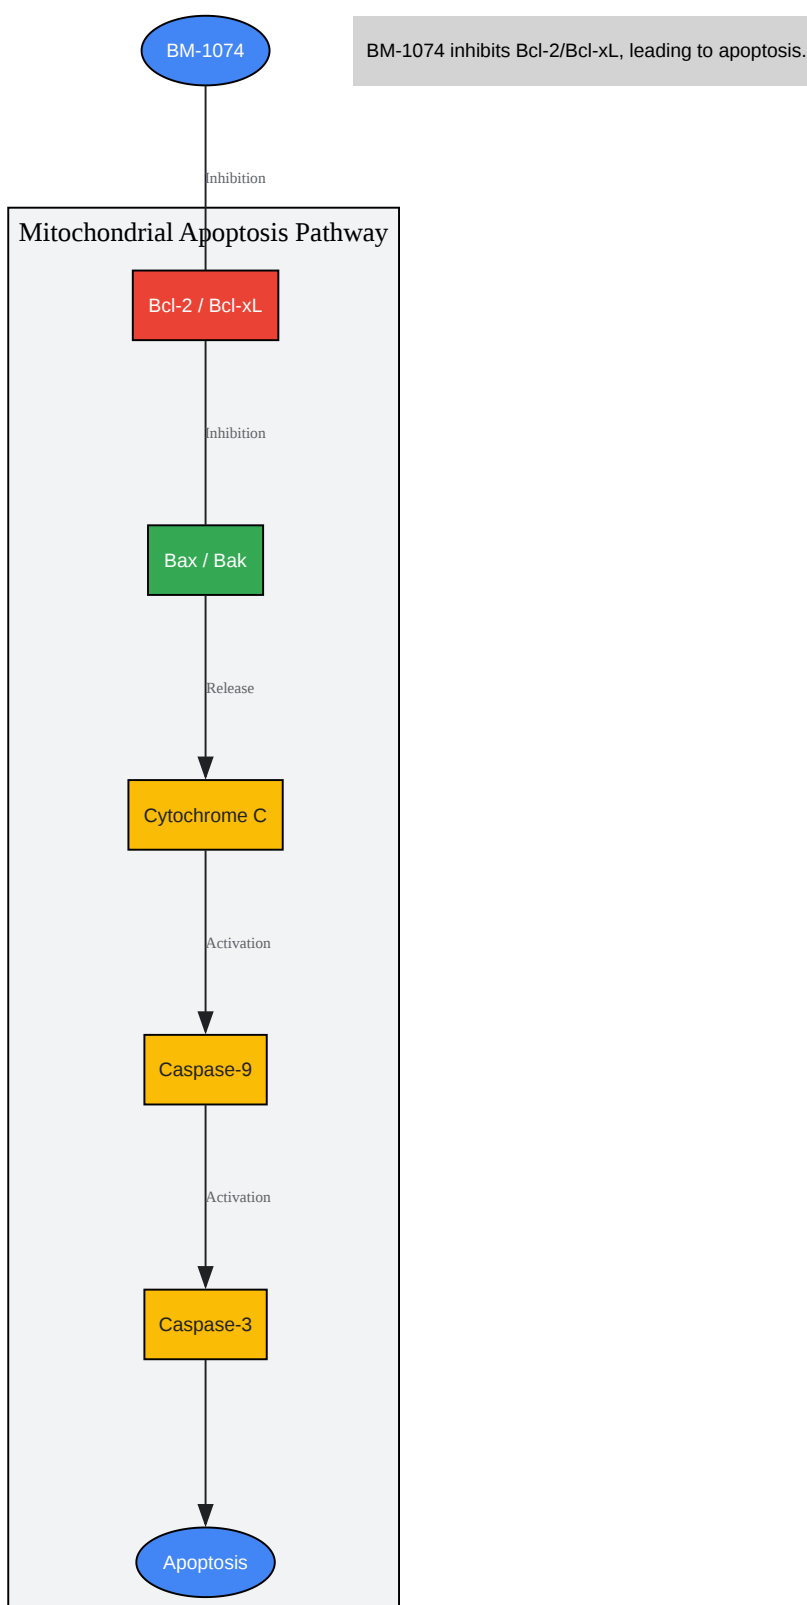 BM-1074
BM-1074 inhibits Bcl-2/Bcl-xL, leading to apoptosis.
Inhibition
Mitochondrial Apoptosis Pathway
Bcl-2 / Bcl-xL
Inhibition
Bax / Bak
Release
Cytochrome C
Activation
Caspase-9
Activation
Caspase-3
Apoptosis